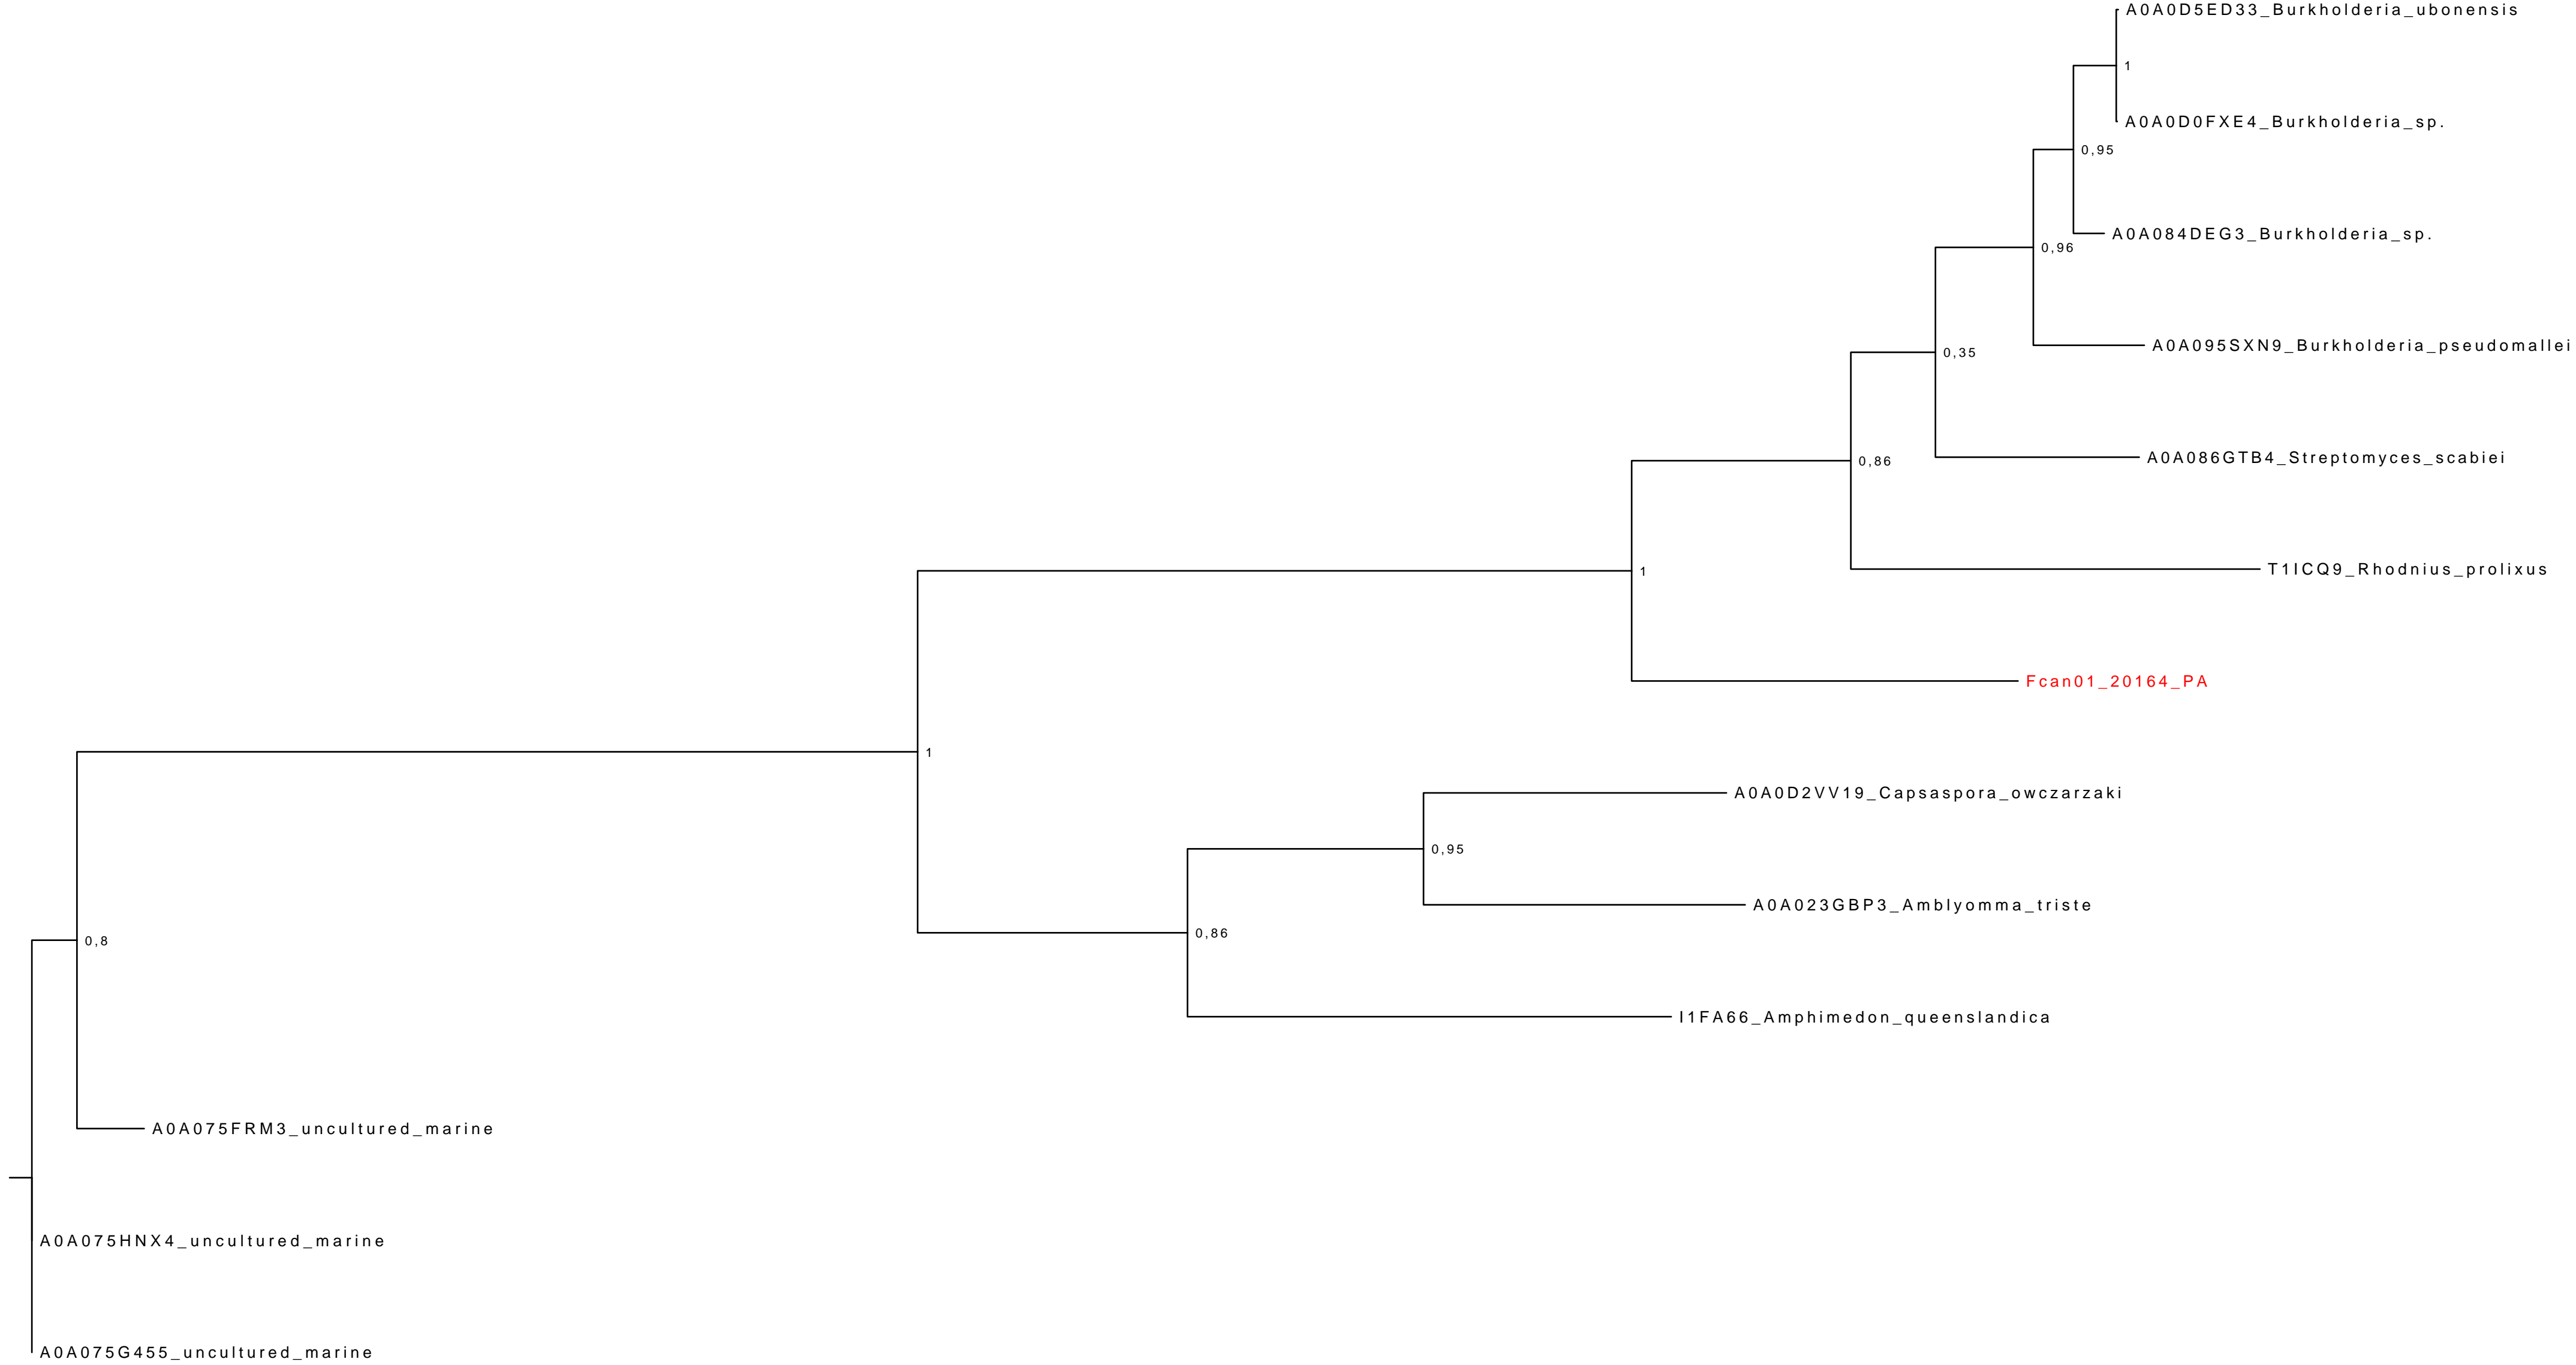 A0A0D5ED33_Burkholderia_ubonensis
1
A0A0D0FXE4_Burkholderia_sp.
0,95
A0A084DEG3_Burkholderia_sp.
0,96
A0A095SXN9_Burkholderia_pseudomallei
0,35
A0A086GTB4_Streptomyces_scabiei
0,86
T1ICQ9_Rhodnius_prolixus
1
Fcan01_20164_PA
1
A0A0D2VV19_Capsaspora_owczarzaki
0,95
A0A023GBP3_Amblyomma_triste
0,86
0,8
I1FA66_Amphimedon_queenslandica
A0A075FRM3_uncultured_marine
A0A075HNX4_uncultured_marine
A0A075G455_uncultured_marine